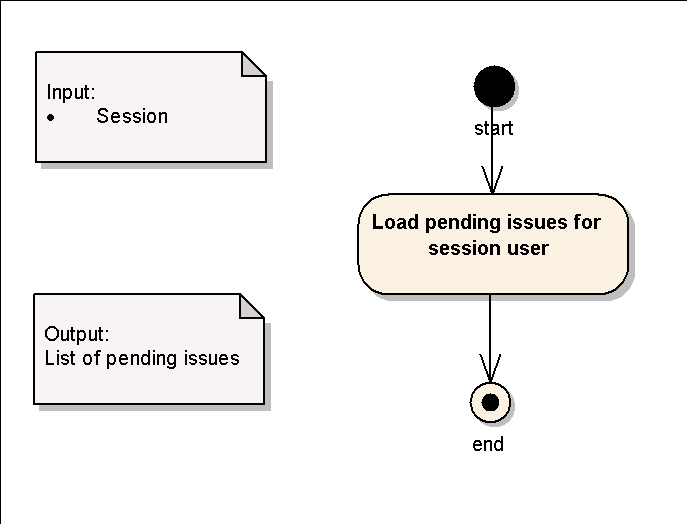 Input:
• Session
start
Load pending issues for
session user
Output:
List of pending issues
end